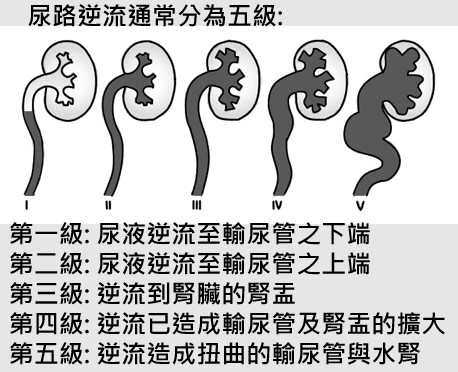 尿路逆流通常分為五級:
I II III IV V
第一級: 尿液逆流至輸尿管之下端
第二級: 尿液逆流至輸尿管之上端
第三級: 逆流到腎臟的腎盂
第四級: 逆流已造成輸尿管及腎盂的擴大
第五級: 逆流造成扭曲的輸尿管與水腎